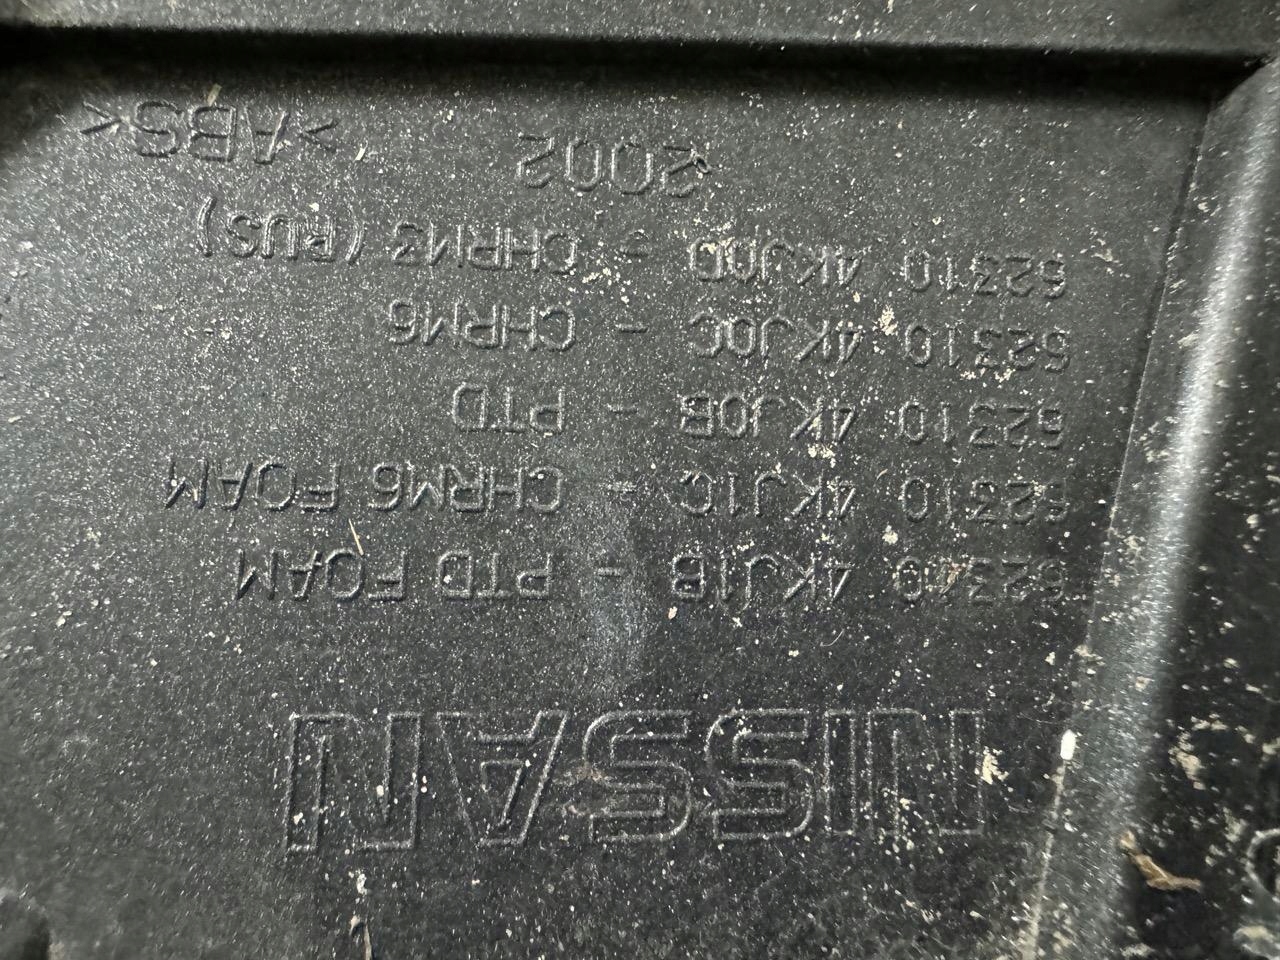 NISSAN
62310 4KJ1B - PTD FOAM
62310 4KJ1C - CHRM6 FOAM
62310 4KJ0B - PTD
62310 4KJ0C - CHRM6
62310 4KJ0D - CHRM3 (RUS)
2002 >ABS<